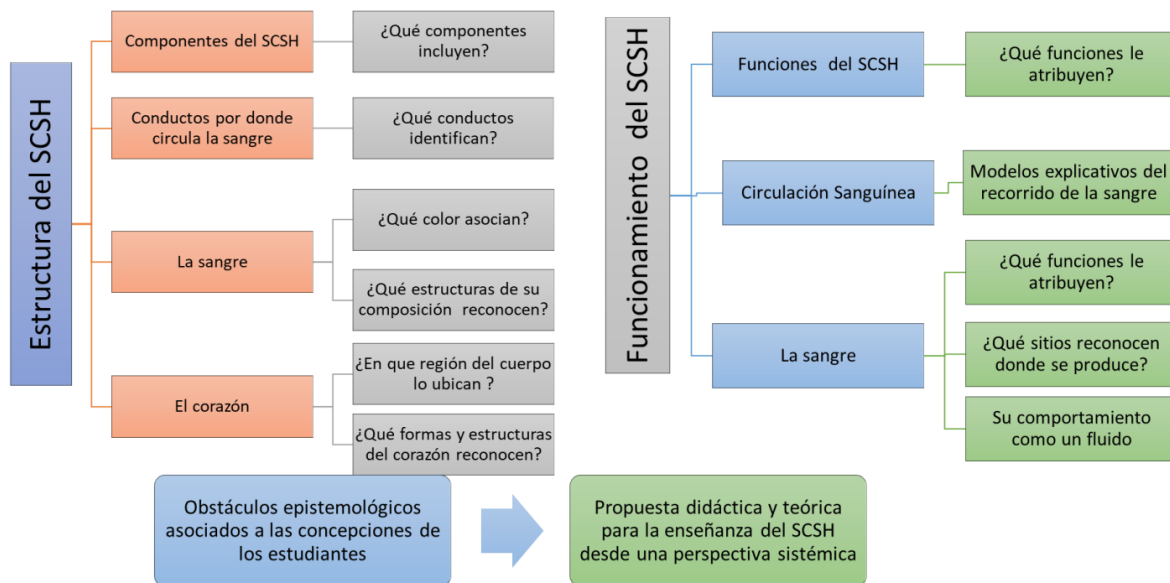 Estructura del SCSH
Componentes del SCSH
¿Qué componentes
incluyen?
Conductos por donde
circula la sangre
¿Qué conductos
identifican?
La sangre
¿Qué color asocian?
¿Qué estructuras de su
composición reconocen?
El corazón
¿En que región del cuerpo
lo ubican ?
¿Qué formas y estructuras
del corazón reconocen?
Funcionamiento del SCSH
Funciones del SCSH
¿Qué funciones le
atribuyen?
Circulación Sanguínea
Modelos explicativos del
recorrido de la sangre
La sangre
¿Qué funciones le
atribuyen?
¿Qué sitios reconocen
donde se produce?
Su comportamiento
como un fluido
Obstáculos epistemológicos
asociados a las concepciones de
los estudiantes
Propuesta didáctica y teórica
para la enseñanza del SCSH
desde una perspectiva sistémica